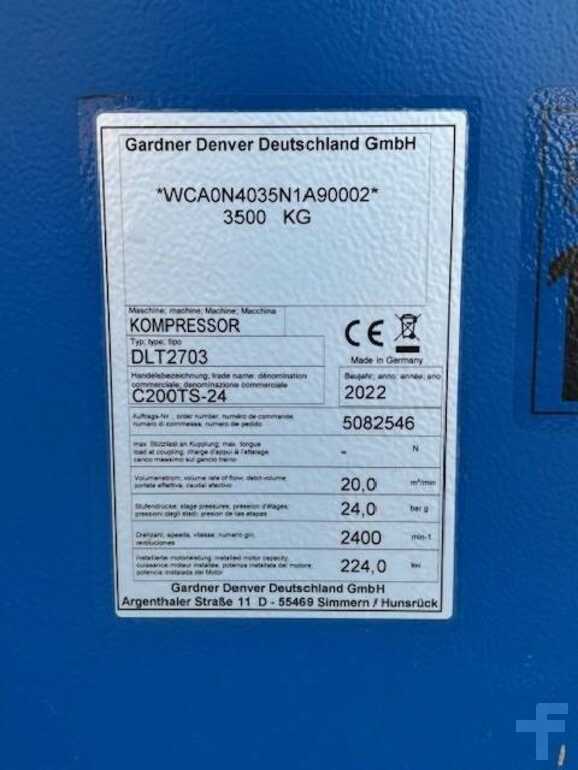 Gardner Denver Deutschland GmbH
*WCA0N4035N1A90002*
3500 KG
Maschine; machine; Machine; Macchina
KOMPRESSOR
Typ; type; tipo
DLT2703
CE
Made in Germany
Handelsbezeichnung; trade name; dénomination
commerciale; denominazione commerciale
C200TS-24
Baujahr; anno; année; ano
2022
Auftrags-Nr.; order number; numéro de commande;
numero di commessa; numero de pedido
5082546
max. Stützlast an Kupplung; max. tongue
load at coupling; charge d'appui à l'attelage
carico massimo sul gancio traino
- N
Volumenstrom; volume rate of flow; débit-volume
portata effettiva; caudal efectivo
20,0 m³/min
Stufendrücke; stage pressures; pression d'étages;
pressioni degli stadi; presion de las etapas
24,0 bar g
Drehzahl; speeds; vitesse; numero giri;
revoluciones
2400 min-1
Installierte motorleistung; installed motor capacity;
puissance moteur installée; potenza installata del motore;
potencia instalada del Motor
224,0 kw
Gardner Denver Deutschland GmbH
Argenthaler Straße 11 D - 55469 Simmern / Hunsrück
1
f